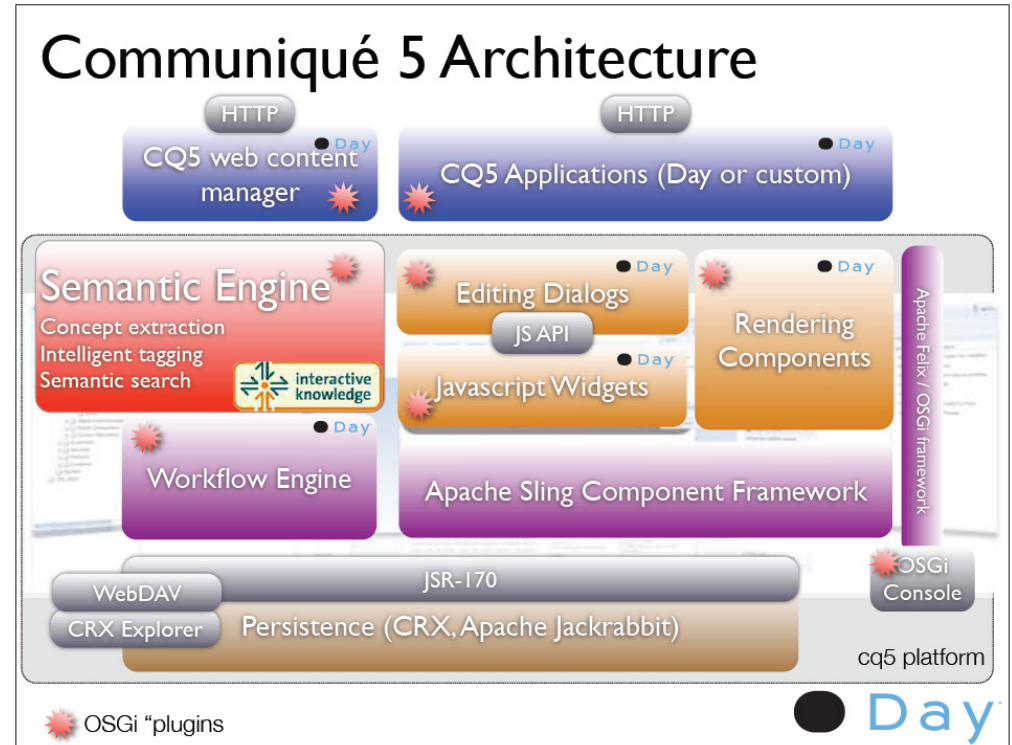 Communiqué 5 Architecture
HTTP
HTTP
Day
CQ5 web content
manager
Day
CQ5 Applications (Day or custom)
Semantic Engine
Concept extraction
Intelligent tagging
Semantic search
interactive
knowledge
Day
Editing Dialogs
JS API
Day
Javascript Widgets
Day
Rendering
Components
Apache Felix / OSGi framework
Day
Workflow Engine
Apache Sling Component Framework
JSR-170
WebDAV
CRX Explorer
Persistence (CRX, Apache Jackrabbit)
OSGi
Console
cq5 platform
OSGi “plugins
Day